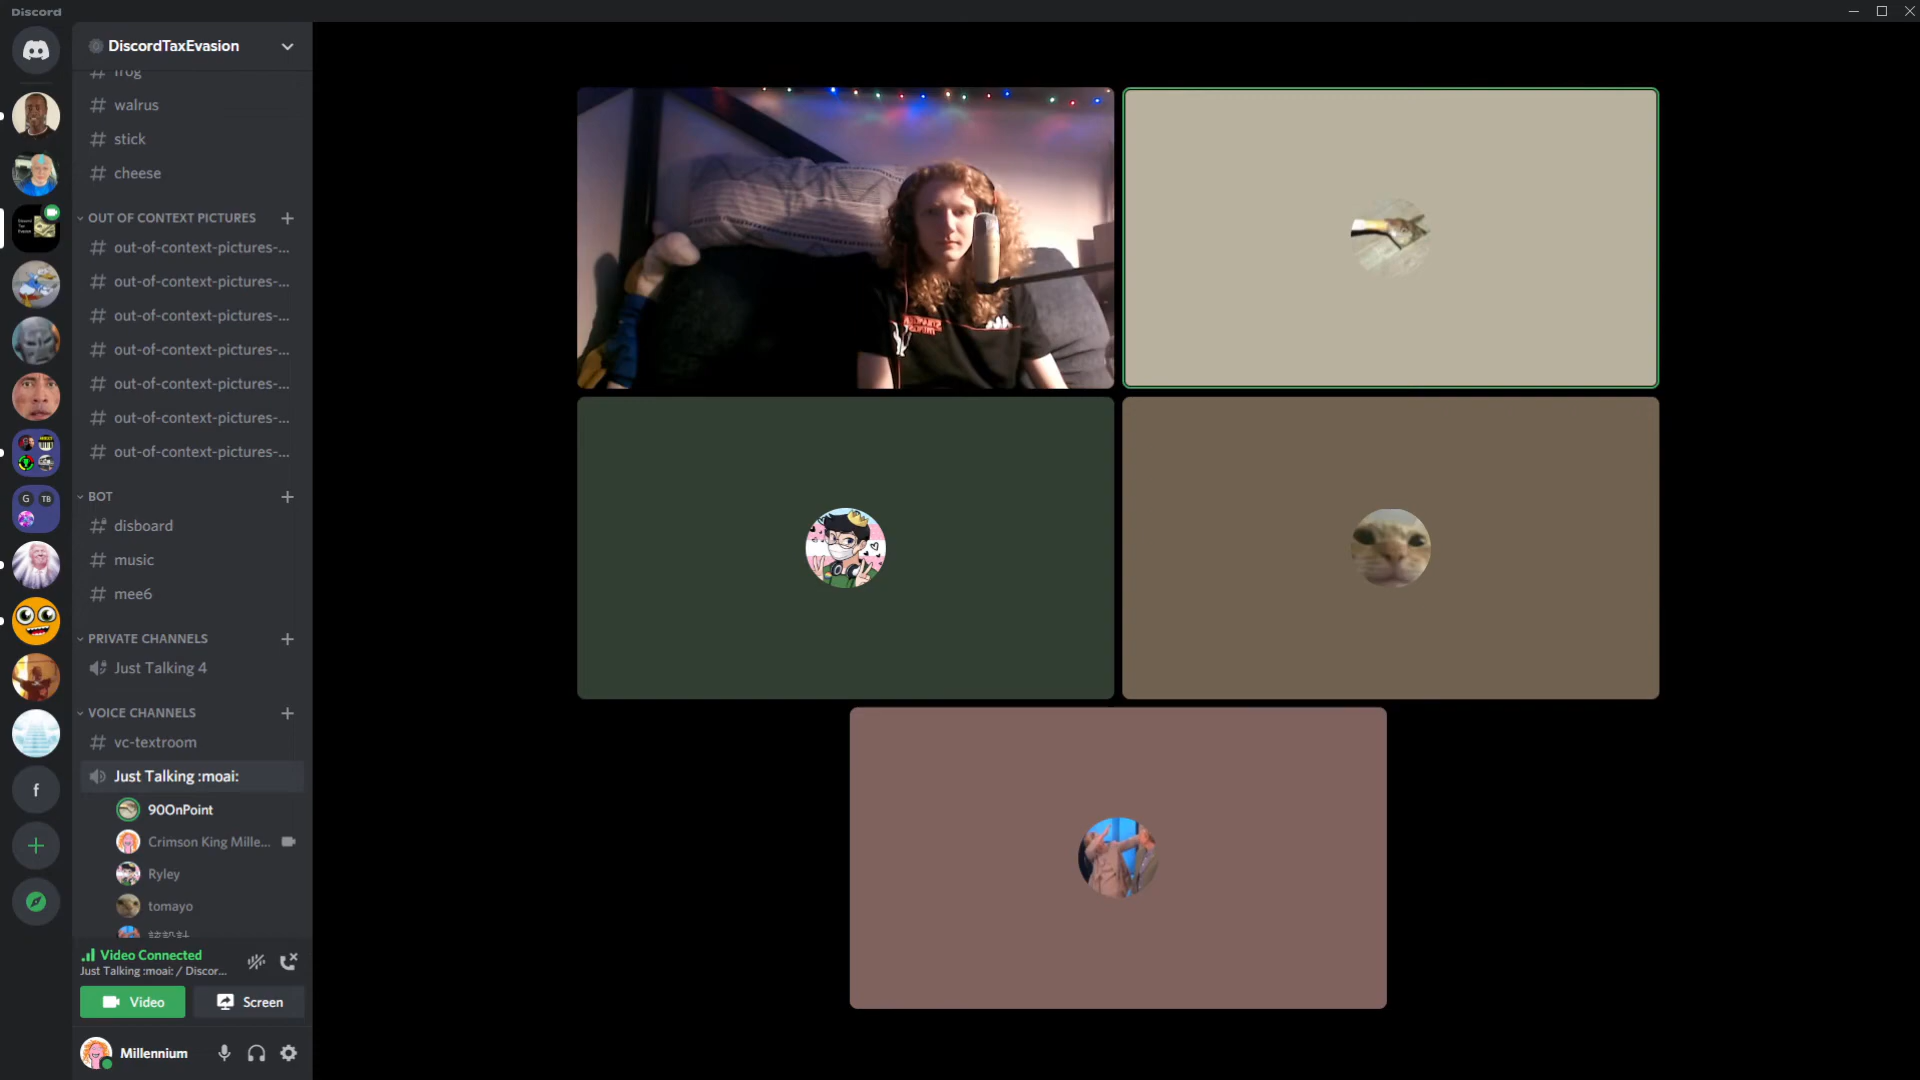 Discord
DiscordTaxEvasion
frog
walrus
stick
cheese
OUT OF CONTEXT PICTURES
out-of-context-pictures-...
out-of-context-pictures-...
out-of-context-pictures-...
out-of-context-pictures-...
out-of-context-pictures-...
out-of-context-pictures-...
out-of-context-pictures-...
BOT
disboard
music
mee6
PRIVATE CHANNELS
Just Talking 4
VOICE CHANNELS
vc-textroom
Just Talking :moai:
90OnPoint
Crimson King Mille...
Ryley
tomayo
Video Connected
Just Talking :moai: / Discor...
Video
Screen
Millennium
G
TB
f